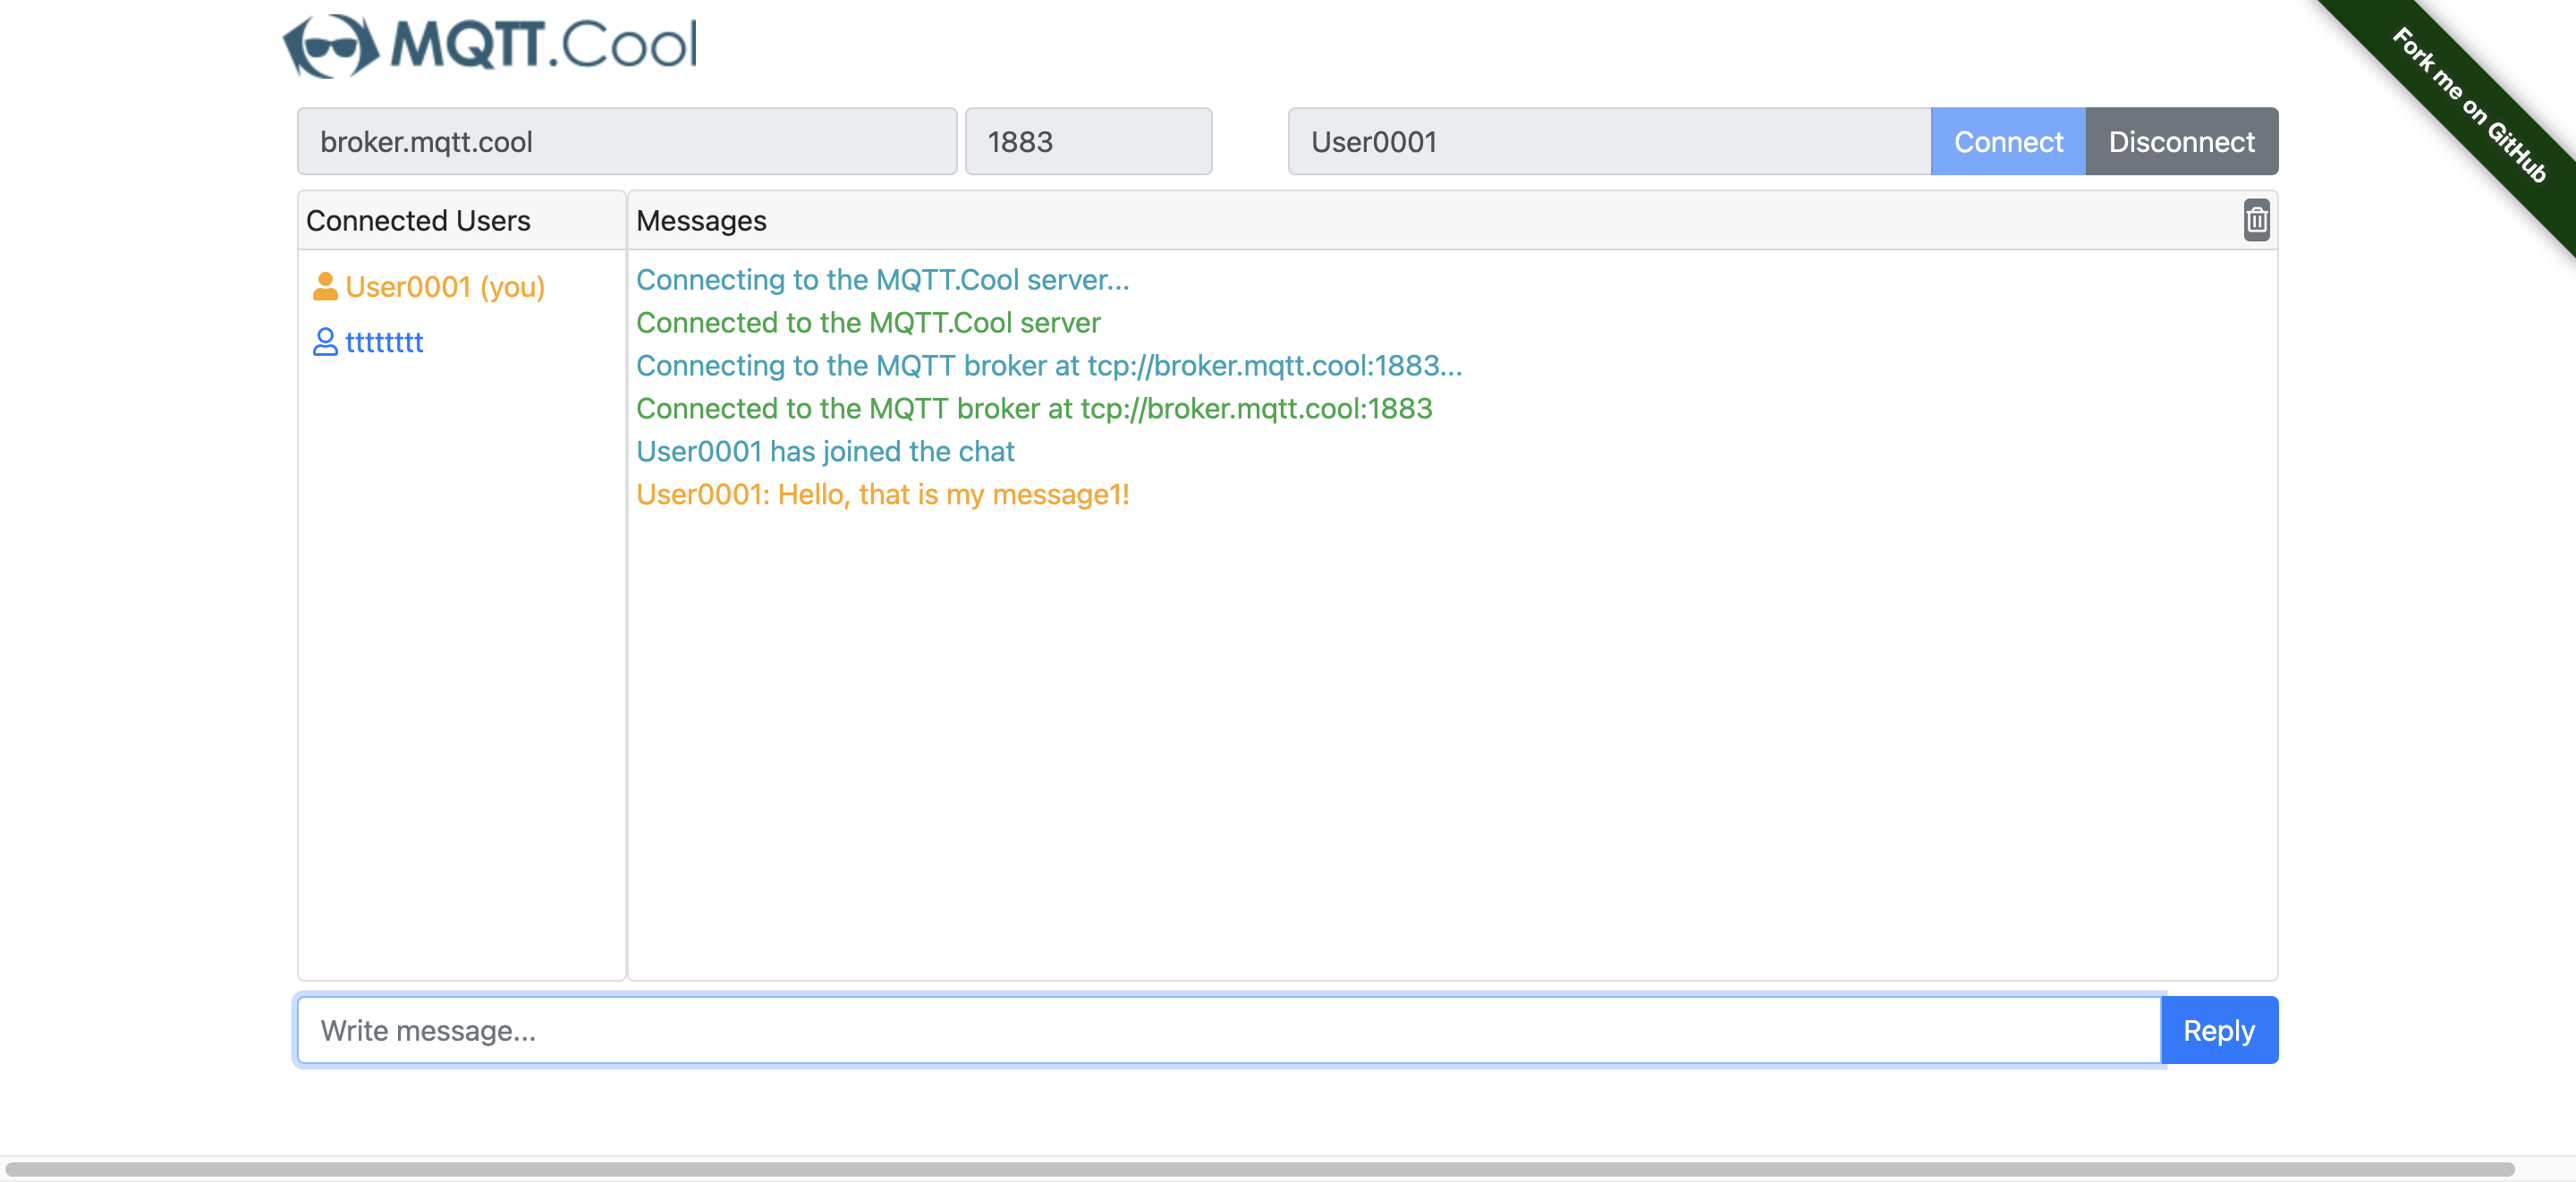 MQTT.Cool
Fork me on GitHub
broker.mqtt.cool 1883 User0001 Connect Disconnect
Connected Users Messages
User0001 (you)
tttttttt
Connecting to the MQTT.Cool server...
Connected to the MQTT.Cool server
Connecting to the MQTT broker at tcp://broker.mqtt.cool:1883...
Connected to the MQTT broker at tcp://broker.mqtt.cool:1883
User0001 has joined the chat
User0001: Hello, that is my message1!
Write message... Reply